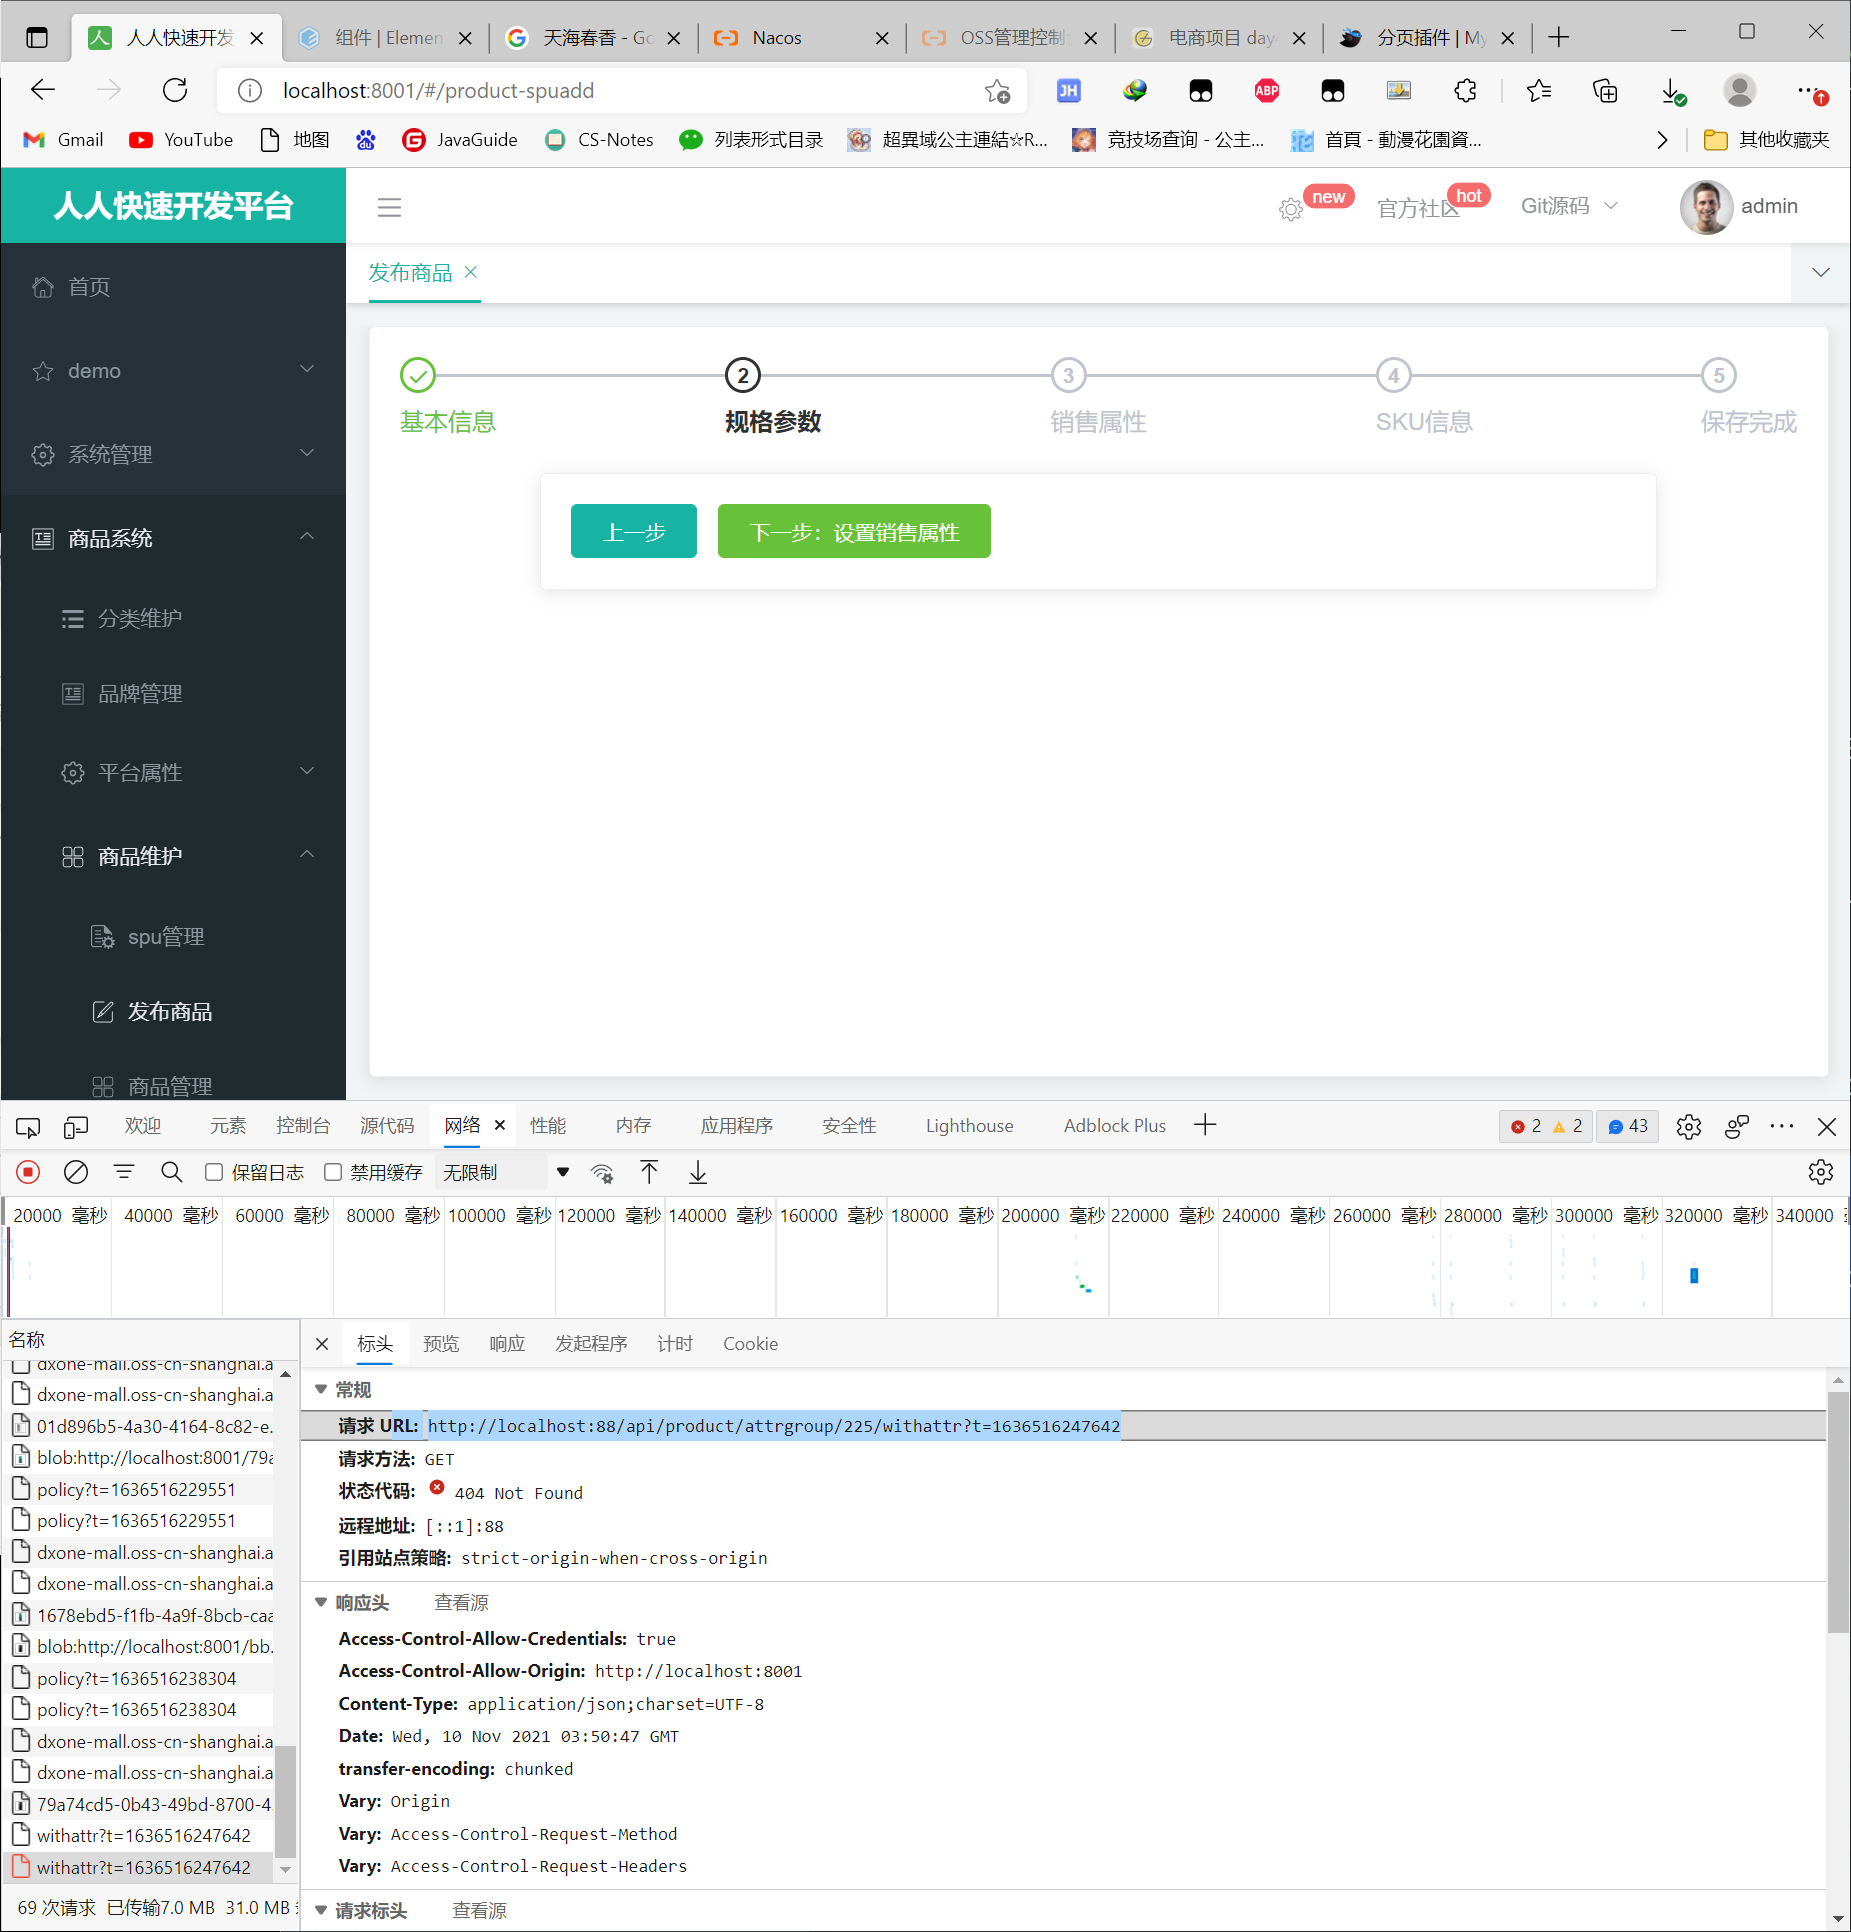 人人快速开发
组件 | Elemen
天海春香 - Go
Nacos
OSS管理控制台
电商项目 day
分页插件 | My
localhost:8001/#/product-spuadd
Gmail
YouTube
地图
JavaGuide
CS-Notes
列表形式目录
超異域公主連結☆R...
竞技场查询 - 公主...
首頁 - 動漫花園資...
其他收藏夹
人人快速开发平台
new
官方社区
hot
Git源码
admin
首页
发布商品
demo
系统管理
商品系统
分类维护
品牌管理
平台属性
商品维护
spu管理
发布商品
商品管理
2
3
4
5
基本信息
规格参数
销售属性
SKU信息
保存完成
上一步
下一步：设置销售属性
欢迎
元素
控制台
源代码
网络
性能
内存
应用程序
安全性
Lighthouse
Adblock Plus
2
2
43
保留日志
禁用缓存
无限制
20000 毫秒
40000 毫秒
60000 毫秒
80000 毫秒
100000 毫秒
120000 毫秒
140000 毫秒
160000 毫秒
180000 毫秒
200000 毫秒
220000 毫秒
240000 毫秒
260000 毫秒
280000 毫秒
300000 毫秒
320000 毫秒
340000
名称
dxone-mall.oss-cn-shanghai.a
dxone-mall.oss-cn-shanghai.a
01d896b5-4a30-4164-8c82-e.
blob:http://localhost:8001/79a
policy?t=1636516229551
policy?t=1636516229551
dxone-mall.oss-cn-shanghai.a
dxone-mall.oss-cn-shanghai.a
1678ebd5-f1fb-4a9f-8bcb-caa
blob:http://localhost:8001/bb.
policy?t=1636516238304
policy?t=1636516238304
dxone-mall.oss-cn-shanghai.a
dxone-mall.oss-cn-shanghai.a
79a74cd5-0b43-49bd-8700-4.
withattr?t=1636516247642
withattr?t=1636516247642
69 次请求 已传输7.0 MB 31.0 MB
标头
预览
响应
发起程序
计时
Cookie
常规
请求 URL: http://localhost:88/api/product/attrgroup/225/withattr?t=1636516247642
请求方法: GET
状态代码: 404 Not Found
远程地址: [::1]:88
引用站点策略: strict-origin-when-cross-origin
响应头 查看源
Access-Control-Allow-Credentials: true
Access-Control-Allow-Origin: http://localhost:8001
Content-Type: application/json;charset=UTF-8
Date: Wed, 10 Nov 2021 03:50:47 GMT
transfer-encoding: chunked
Vary: Origin
Vary: Access-Control-Request-Method
Vary: Access-Control-Request-Headers
请求标头 查看源